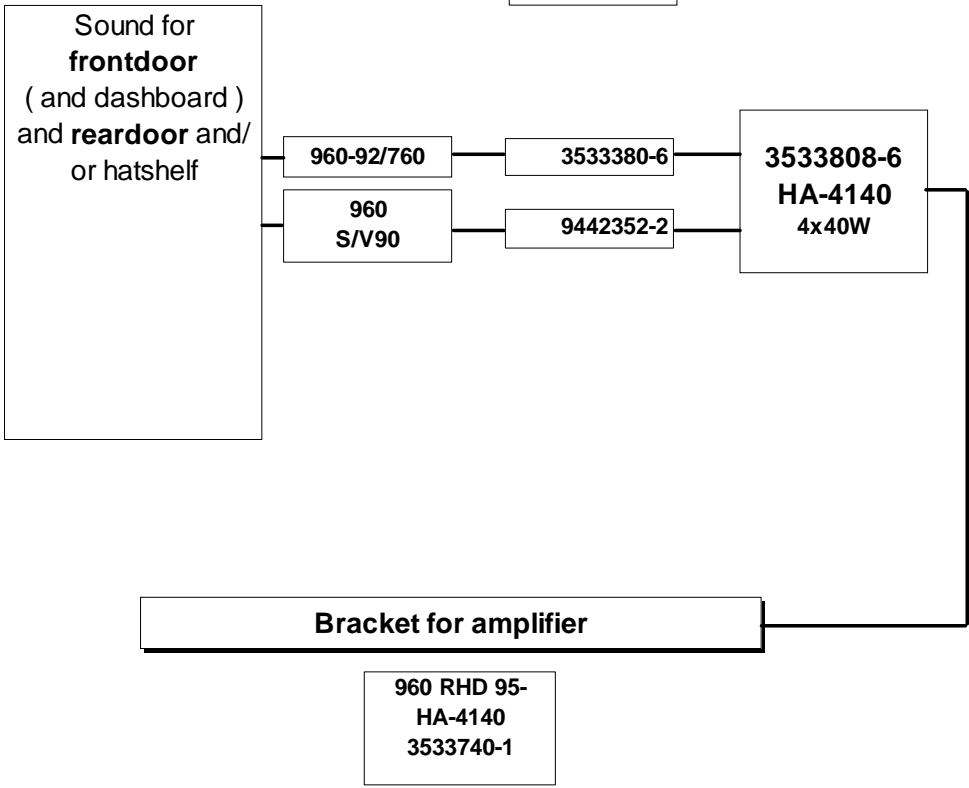 Sound for
frontdoor
( and dashboard )
and reardoor and/
or hatshelf
960-92/760
3533380-6
960
S/V90
9442352-2
3533808-6
HA-4140
4x40W
Bracket for amplifier
960 RHD 95-
HA-4140
3533740-1